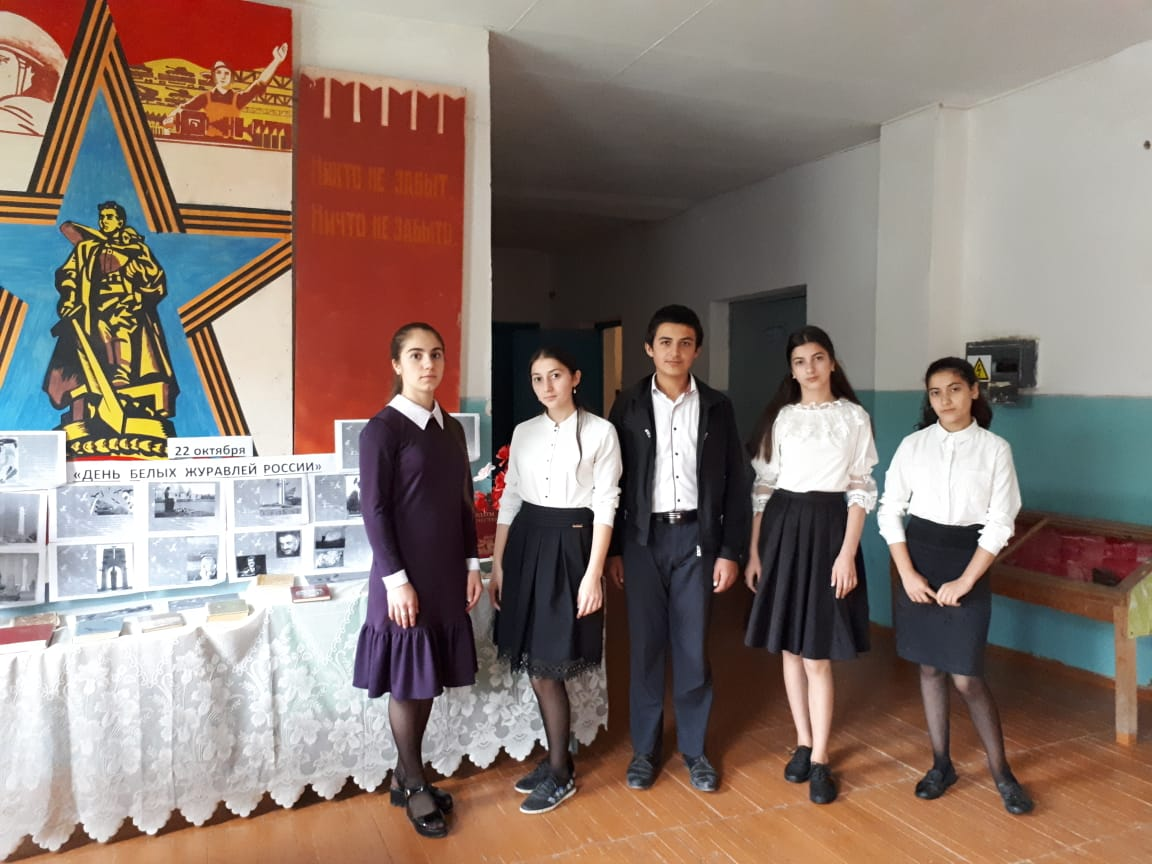 НИКТО НЕ ЗАБЫТ,
НИЧТО НЕ ЗАБЫТО.
22 октября
«ДЕНЬ БЕЛЫХ ЖУРАВЛЕЙ РОССИИ»